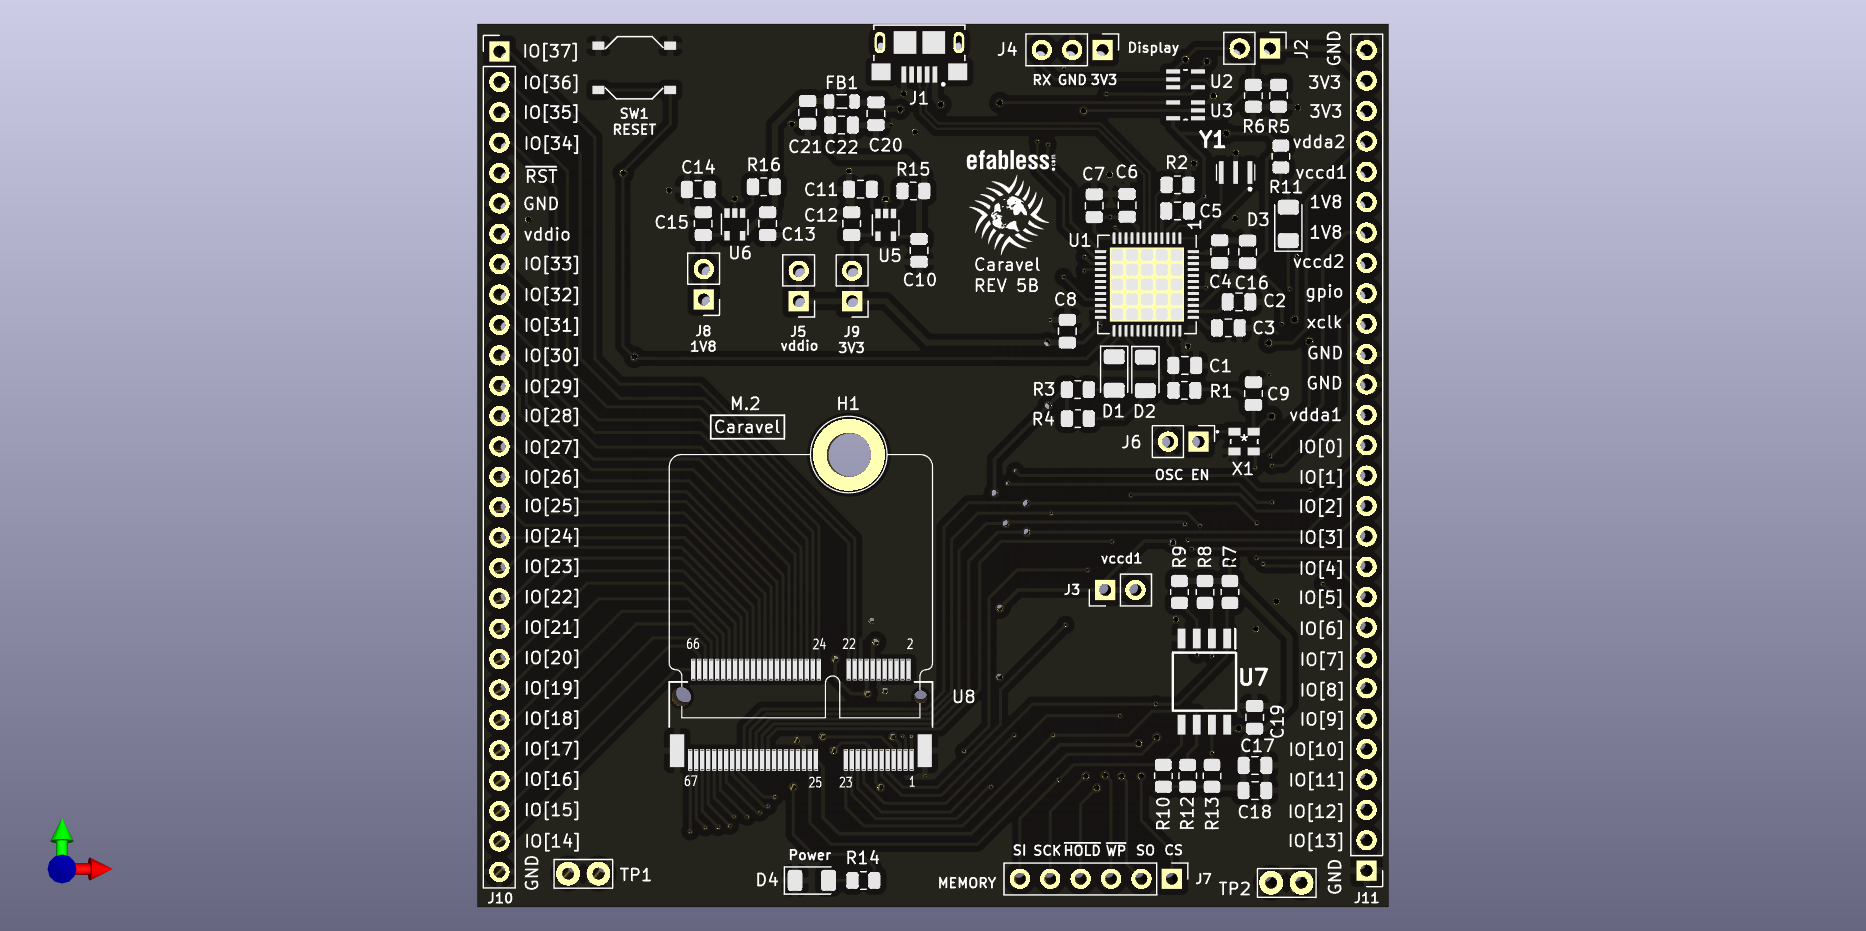 IO[37]
IO[36]
IO[35]
IO[34]
RST
GND
vddio
IO[33]
IO[32]
IO[31]
IO[30]
IO[29]
IO[28]
IO[27]
IO[26]
IO[25]
IO[24]
IO[23]
IO[22]
IO[21]
IO[20]
IO[19]
IO[18]
IO[17]
IO[16]
IO[15]
IO[14]
GND
J10
TP1
SW1
RESET
FB1
J1
C21 C22 C20
C14
R16
C15
U6
C13
C11
R15
C12
U5
C10
J8
1V8
J5
vddio
J9
3V3
efabless.com
Caravel
REV 5B
J4
Display
RX GND 3V3
J2
GND
U2
U3
R6 R5
Y1
R11
D3
C7 C6
R2
C5
U1
1
C4 C16
C2
C3
C8
C1
R1
R3
R4
D1 D2
C9
J6
OSC EN
X1
*
3V3
3V3
vdda2
vccd1
1V8
1V8
vccd2
gpio
xclk
GND
GND
vdda1
IO[0]
IO[1]
IO[2]
IO[3]
IO[4]
IO[5]
IO[6]
IO[7]
IO[8]
IO[9]
IO[10]
IO[11]
IO[12]
IO[13]
GND
J11
M.2
Caravel
H1
66 24 22 2
U8
67 25 23 1
vccd1
J3
R9 R8 R7
U7
C19
C17
C18
R10 R12 R13
Power
D4
R14
SI SCK HOLD WP SO CS
MEMORY
J7
TP2